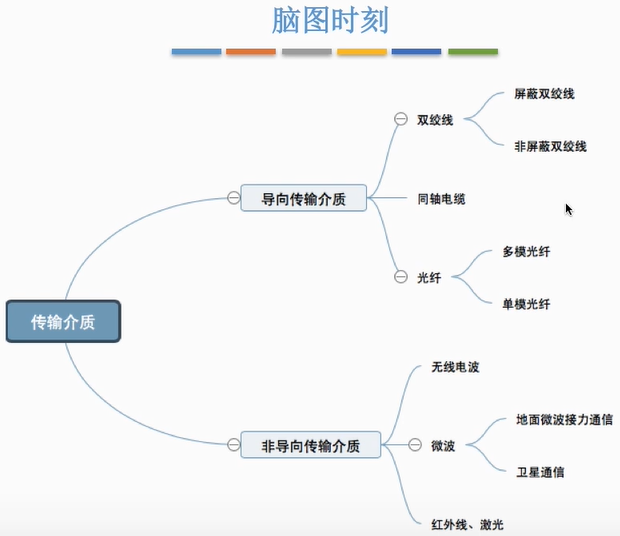 脑图时刻
传输介质
导向传输介质
双绞线
屏蔽双绞线
非屏蔽双绞线
同轴电缆
光纤
多模光纤
单模光纤
非导向传输介质
无线电波
微波
地面微波接力通信
卫星通信
红外线、激光